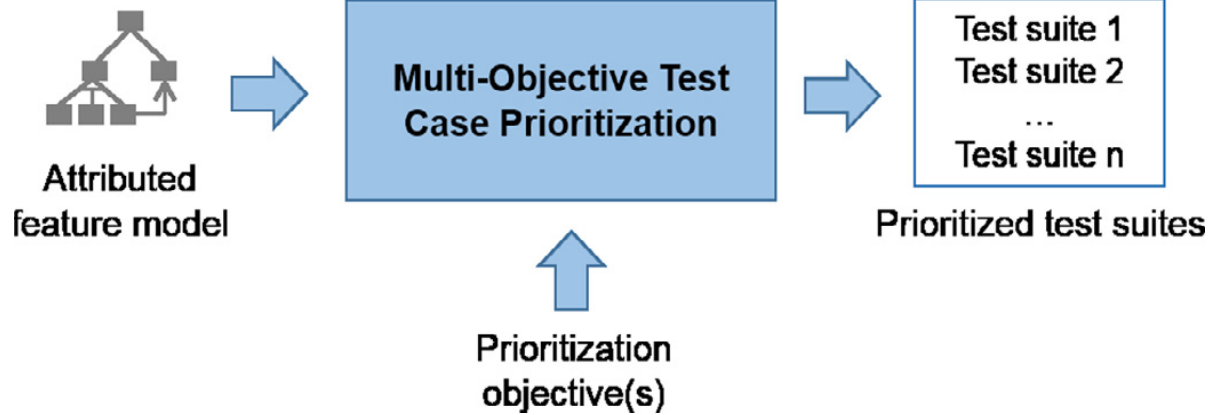 Attributed
feature model
Multi-Objective Test
Case Prioritization
Prioritization
objective(s)
Test suite 1
Test suite 2
...
Test suite n
Prioritized test suites